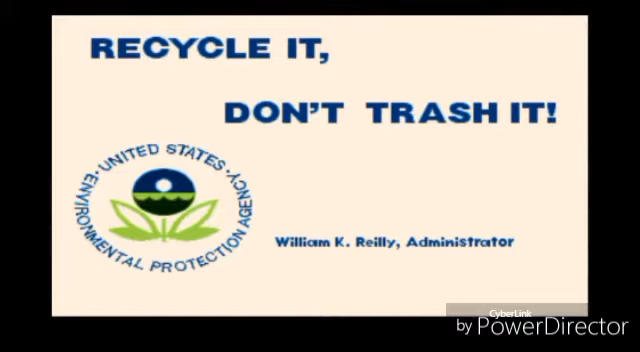 RECYCLE IT,
DON'T TRASH IT!
· UNITED STATES ·
ENVIRONMENTAL PROTECTION AGENCY
William K. Reilly, Administrator
CyberLink
by PowerDirector